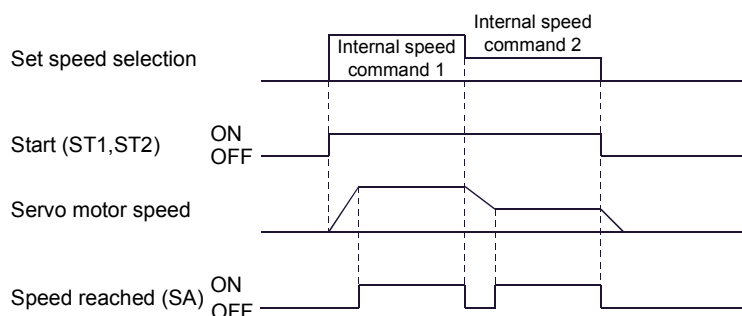 Set speed selection
Internal speed
command 1
Internal speed
command 2
Start (ST1,ST2)
ON
OFF
Servo motor speed
Speed reached (SA)
ON
OFF